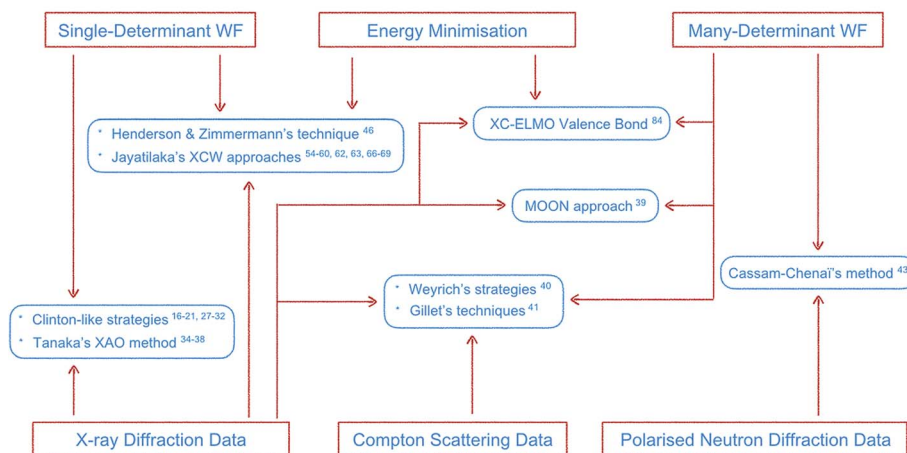 Single-Determinant WF
Energy Minimisation
Many-Determinant WF
• Henderson & Zimmermann's technique 46
• Jayatilaka's XCW approaches 54-60, 62, 63, 66-69
XC-ELMO Valence Bond 84
MOON approach 39
Cassam-Chenaï's method 43
• Weyrich's strategies 40
• Gillet's techniques 41
• Clinton-like strategies 16-21, 27-32
• Tanaka's XAO method 34-38
X-ray Diffraction Data
Compton Scattering Data
Polarised Neutron Diffraction Data